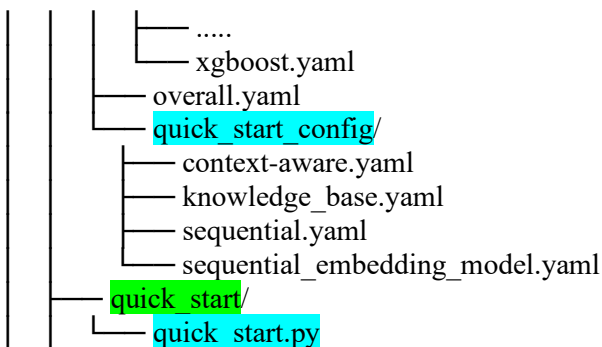 .....
xgboost.yaml
overall.yaml
quick_start_config/
context-aware.yaml
knowledge_base.yaml
sequential.yaml
sequential_embedding_model.yaml
quick_start/
quick_start.py